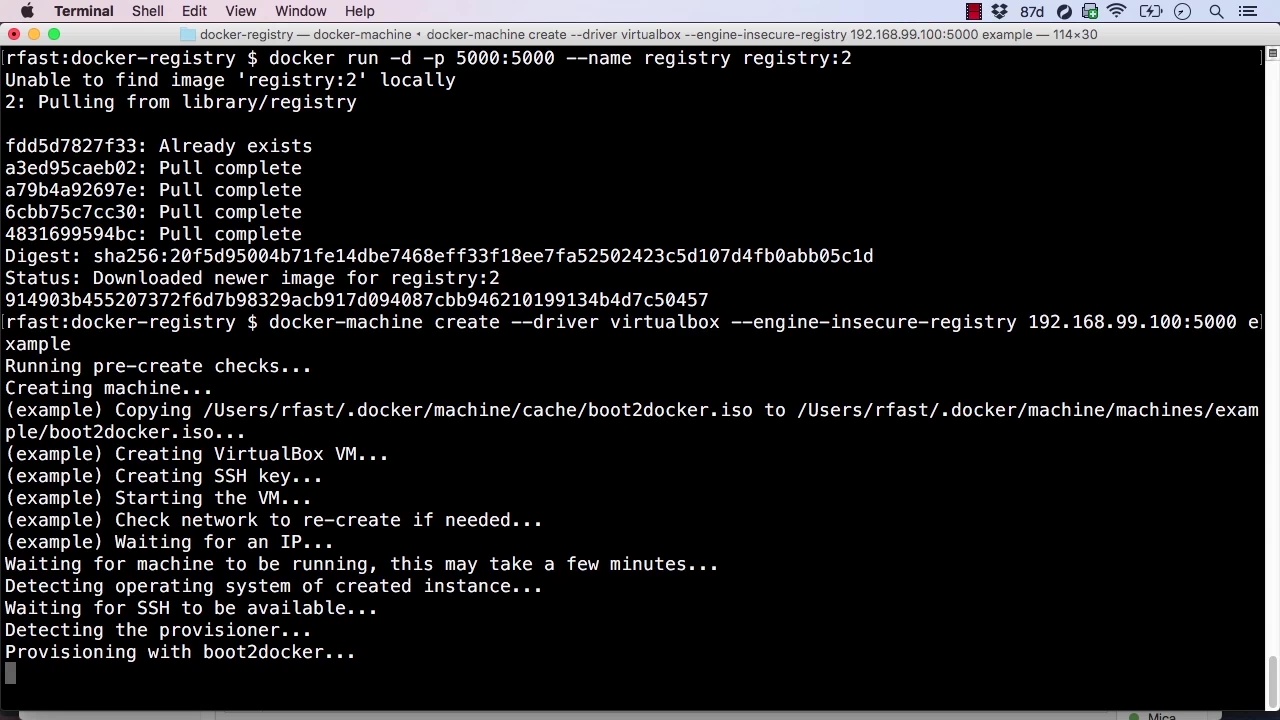 Terminal Shell Edit View Window Help 87d
docker-registry — docker-machine • docker-machine create --driver virtualbox --engine-insecure-registry 192.168.99.100:5000 example — 114×30
[rfast:docker-registry $ docker run -d -p 5000:5000 --name registry registry:2 ]
Unable to find image 'registry:2' locally
2: Pulling from library/registry
fdd5d7827f33: Already exists
a3ed95caeb02: Pull complete
a79b4a92697e: Pull complete
6cbb75c7cc30: Pull complete
4831699594bc: Pull complete
Digest: sha256:20f5d95004b71fe14dbe7468eff33f18ee7fa52502423c5d107d4fb0abb05c1d
Status: Downloaded newer image for registry:2
914903b455207372f6d7b98329acb917d094087cbb946210199134b4d7c50457
[rfast:docker-registry $ docker-machine create --driver virtualbox --engine-insecure-registry 192.168.99.100:5000 e]
xample
Running pre-create checks...
Creating machine...
(example) Copying /Users/rfast/.docker/machine/cache/boot2docker.iso to /Users/rfast/.docker/machine/machines/exam
ple/boot2docker.iso...
(example) Creating VirtualBox VM...
(example) Creating SSH key...
(example) Starting the VM...
(example) Check network to re-create if needed...
(example) Waiting for an IP...
Waiting for machine to be running, this may take a few minutes...
Detecting operating system of created instance...
Waiting for SSH to be available...
Detecting the provisioner...
Provisioning with boot2docker...
Mica